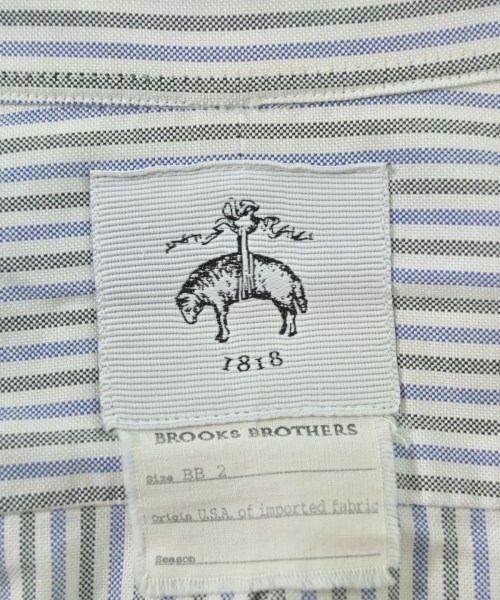 1818
BROOKS BROTHERS
Size BB 2
Origin U.S.A. of imported fabric
Season